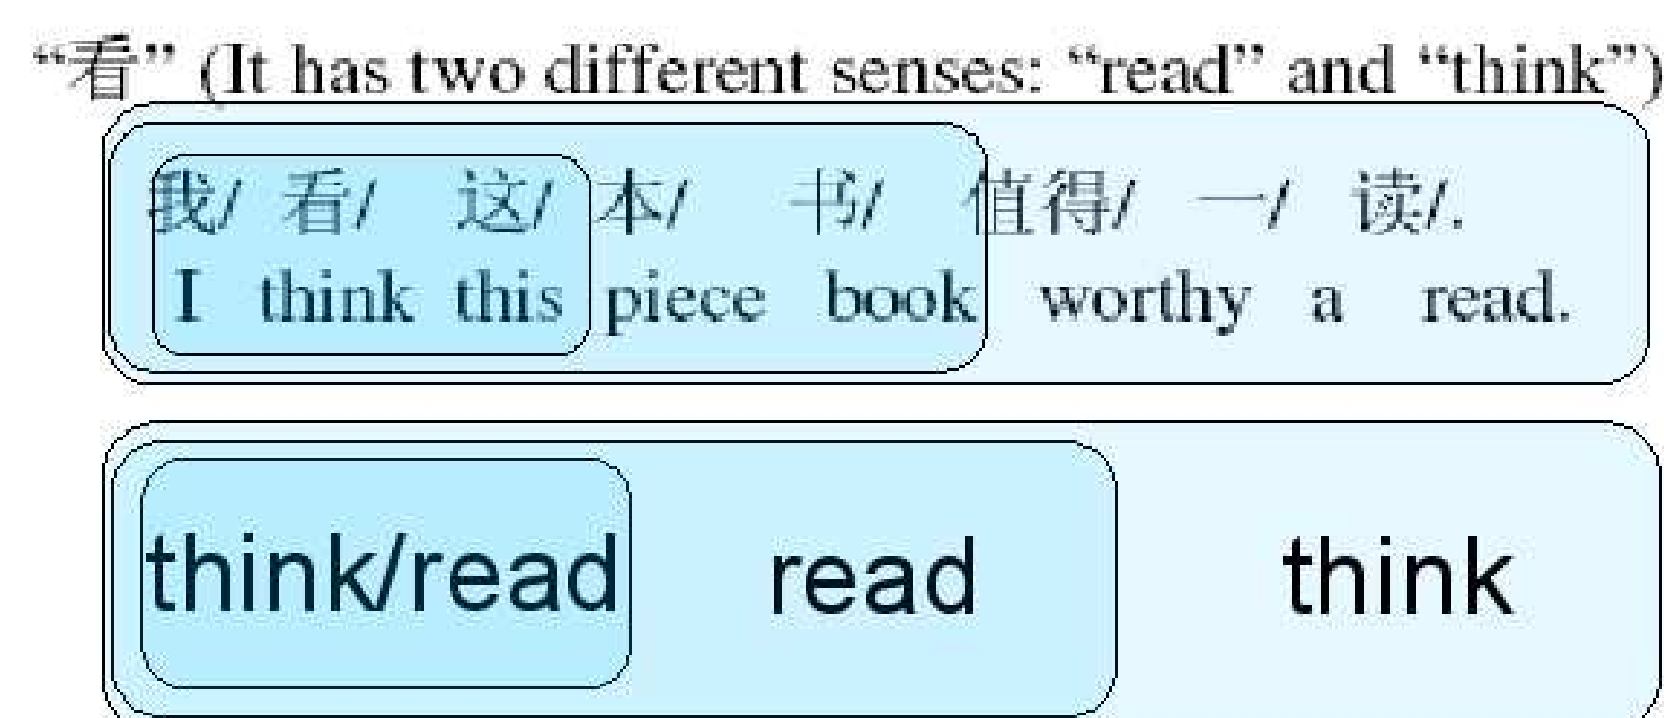 “看” (It has two different senses: “read” and “think”)
我/ 看/ 这/ 本/ 书/ 值得/ 一/ 读/.
I think this piece book worthy a read.
think/read read think